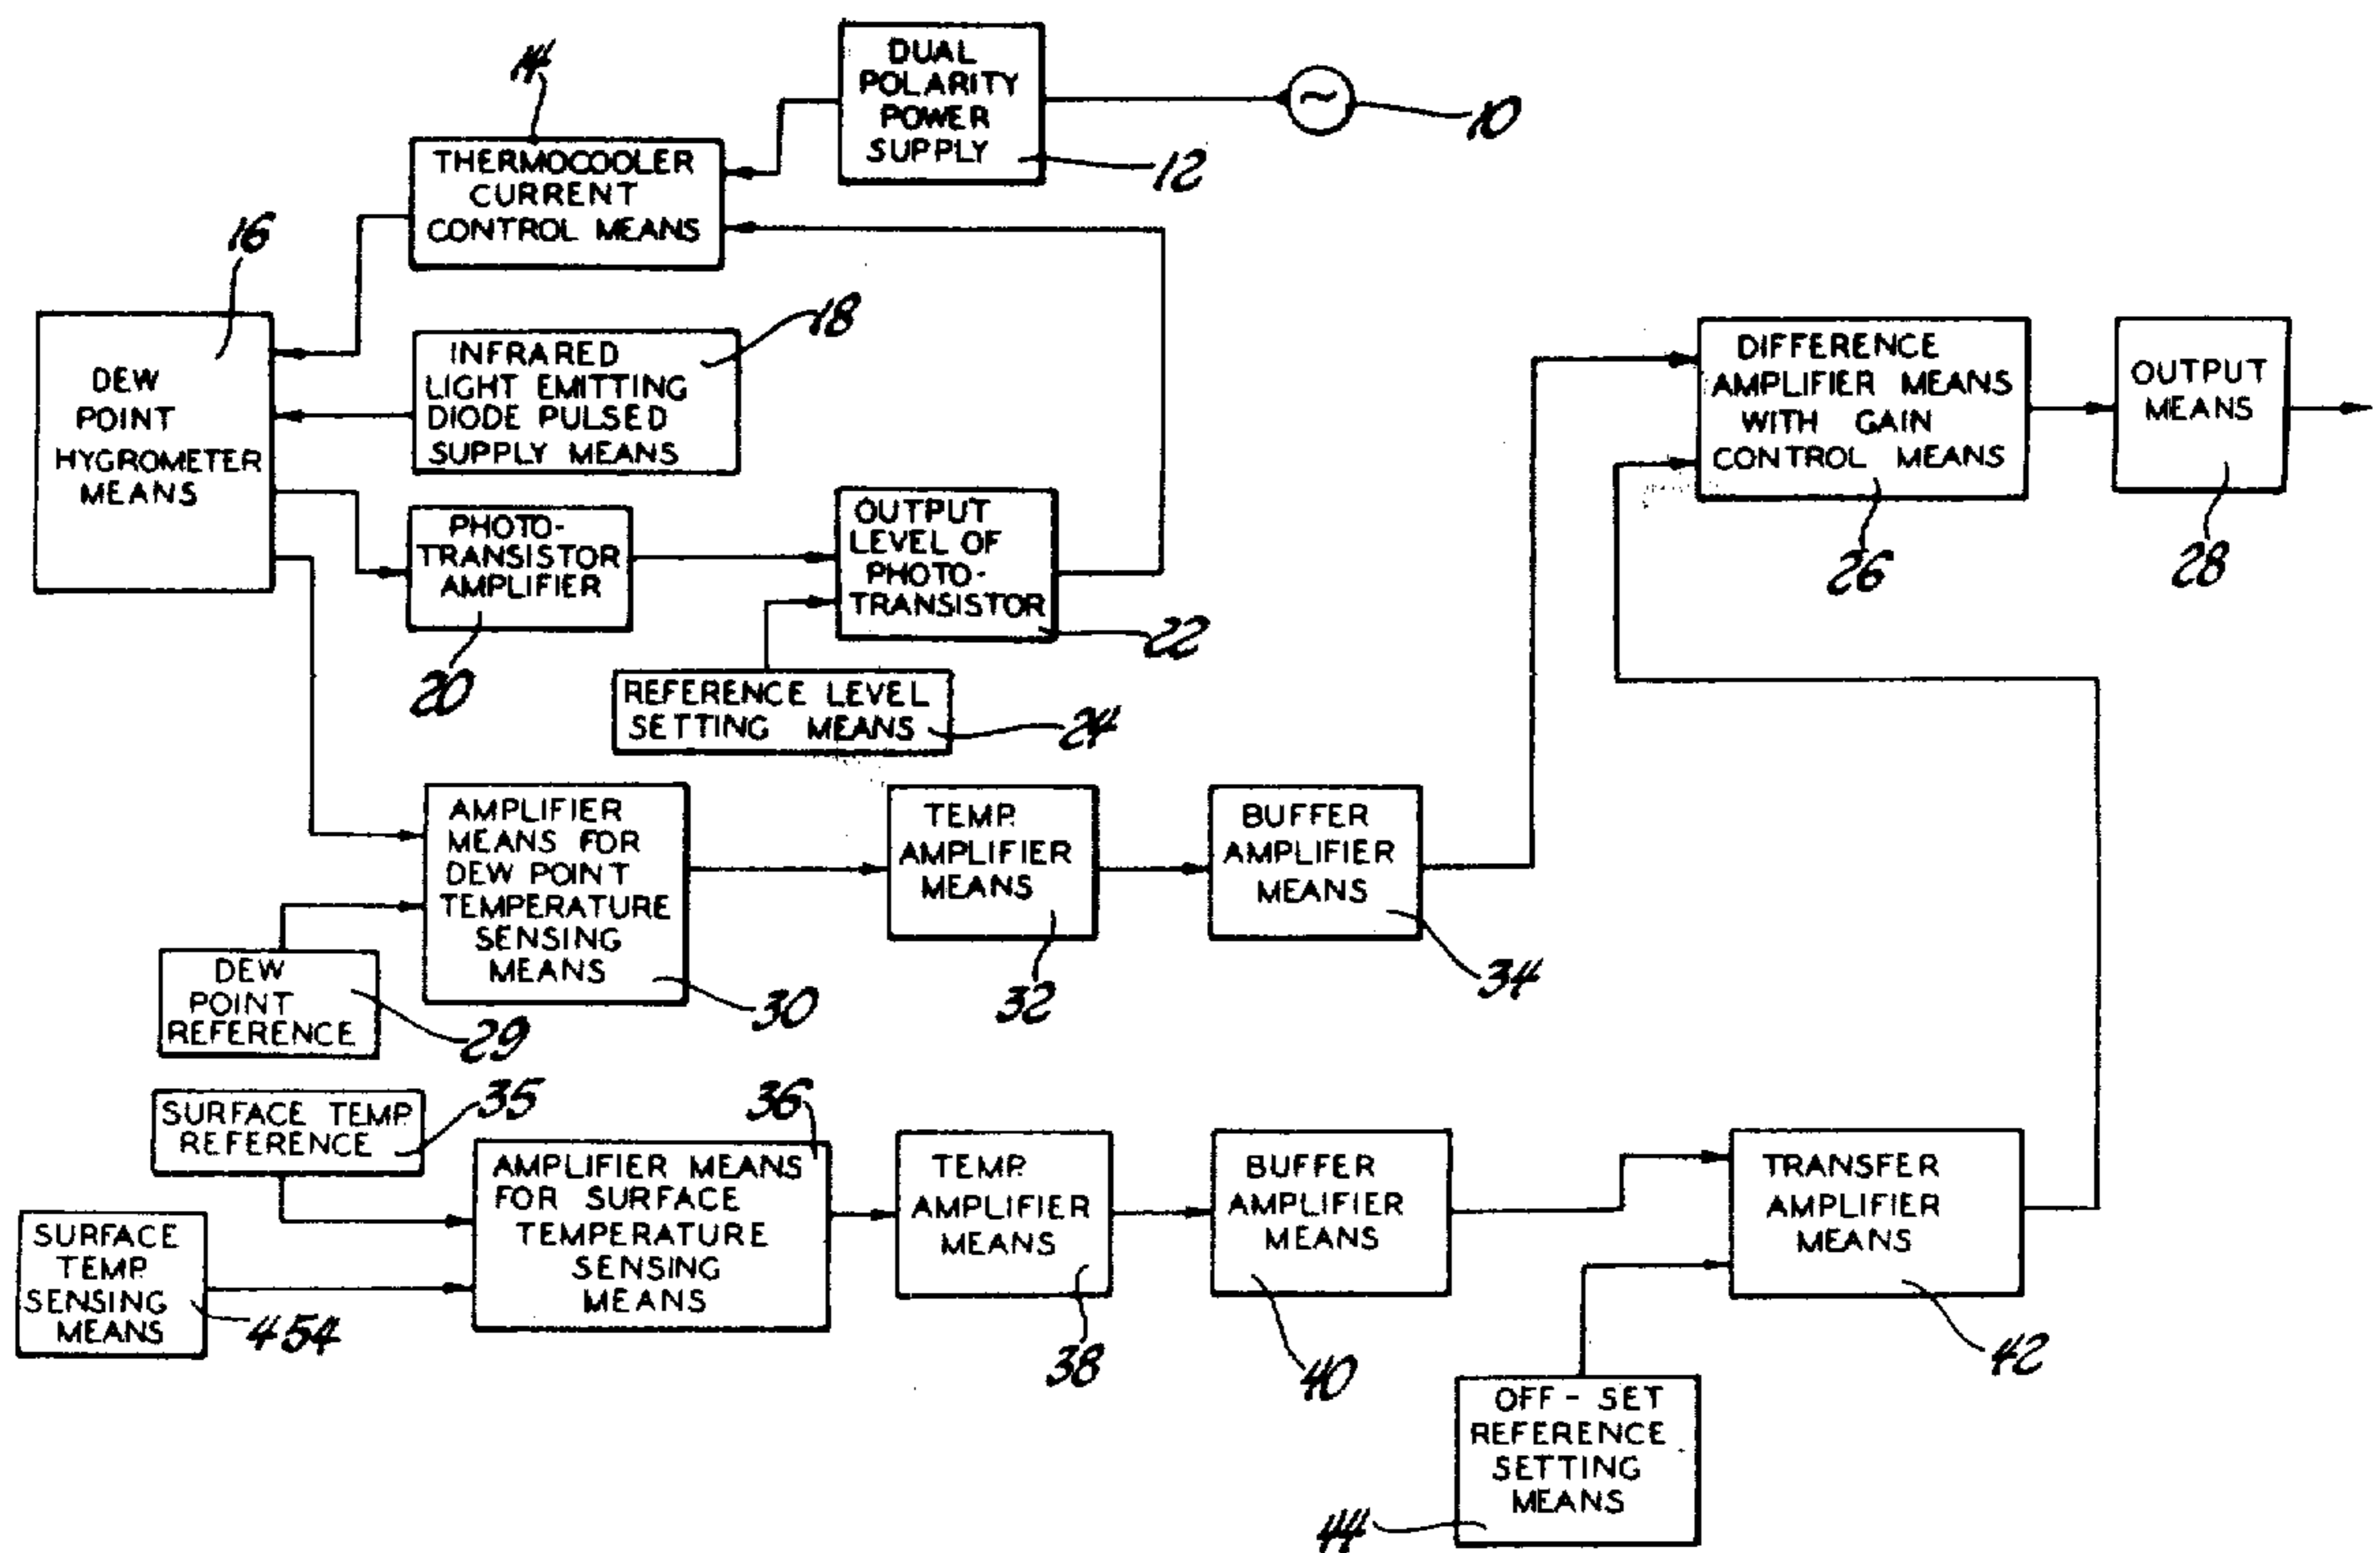 DUAL
POLARITY
POWER
SUPPLY
12
10
14
THERMOCOOLER
CURRENT
CONTROL MEANS
16
DEW
POINT
HYGROMETER
MEANS
18
INFRARED
LIGHT EMITTING
DIODE PULSED
SUPPLY MEANS
PHOTO-
TRANSISTOR
AMPLIFIER
20
OUTPUT
LEVEL OF
PHOTO-
TRANSISTOR
22
REFERENCE LEVEL
SETTING MEANS
24
DIFFERENCE
AMPLIFIER MEANS
WITH GAIN
CONTROL MEANS
26
OUTPUT
MEANS
28
AMPLIFIER
MEANS FOR
DEW POINT
TEMPERATURE
SENSING
MEANS
30
TEMP.
AMPLIFIER
MEANS
32
BUFFER
AMPLIFIER
MEANS
34
DEW
POINT
REFERENCE
29
SURFACE TEMP.
REFERENCE
35
36
AMPLIFIER MEANS
FOR SURFACE
TEMPERATURE
SENSING
MEANS
SURFACE
TEMP.
SENSING
MEANS
454
TEMP.
AMPLIFIER
MEANS
38
BUFFER
AMPLIFIER
MEANS
40
TRANSFER
AMPLIFIER
MEANS
42
OFF-SET
REFERENCE
SETTING
MEANS
44